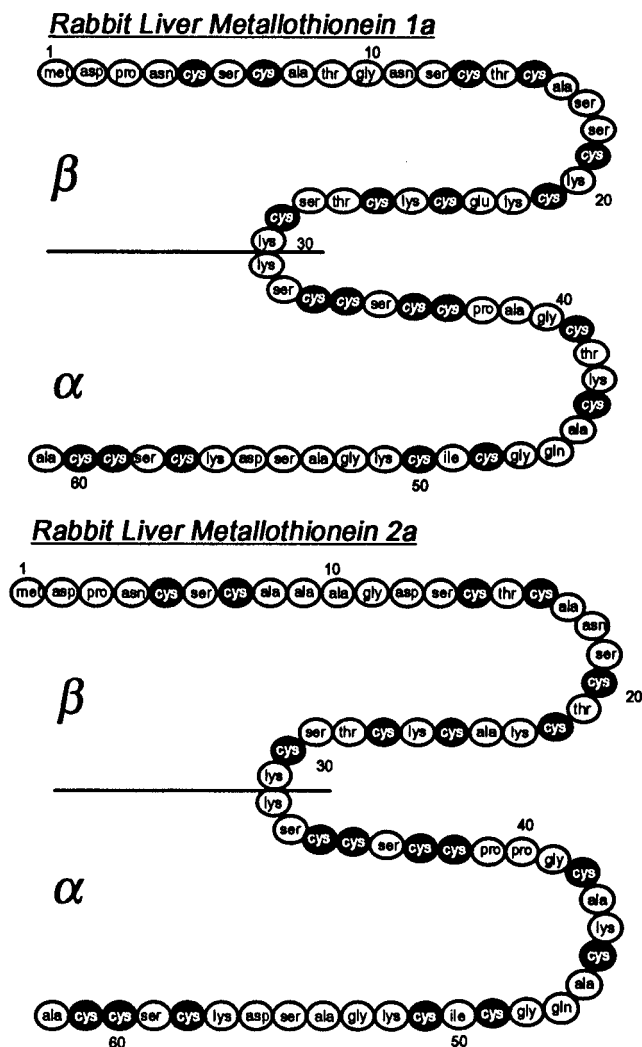 Rabbit Liver Metallothionein 1a
1 10
met asp pro asn cys ser cys ala thr gly asn ser cys thr cys
ala
ser
ser
cys
lys
20
β
cys ser thr cys lys cys glu lys cys
lys
30
lys
ser cys cys ser cys cys pro ala gly
40
cys
thr
lys
cys
α
ala cys cys ser cys lys asp ser ala gly lys cys ile cys gly gln ala
60 50
Rabbit Liver Metallothionein 2a
1 10
met asp pro asn cys ser cys ala ala ala gly asp ser cys thr cys
ala
asn
ser
cys
20
thr
β
cys ser thr cys lys cys ala lys cys
lys
30
lys
ser cys cys ser cys cys pro pro gly
40
cys
ala
lys
cys
α
ala cys cys ser cys lys asp ser ala gly lys cys ile cys gly gln ala
60 50